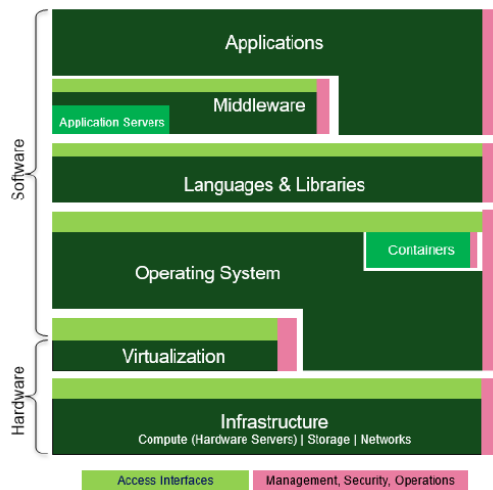 Applications
Middleware
Application Servers
Software
Languages & Libraries
Containers
Operating System
Virtualization
Hardware
Infrastructure
Compute (Hardware Servers) | Storage | Networks
Access Interfaces
Management, Security, Operations